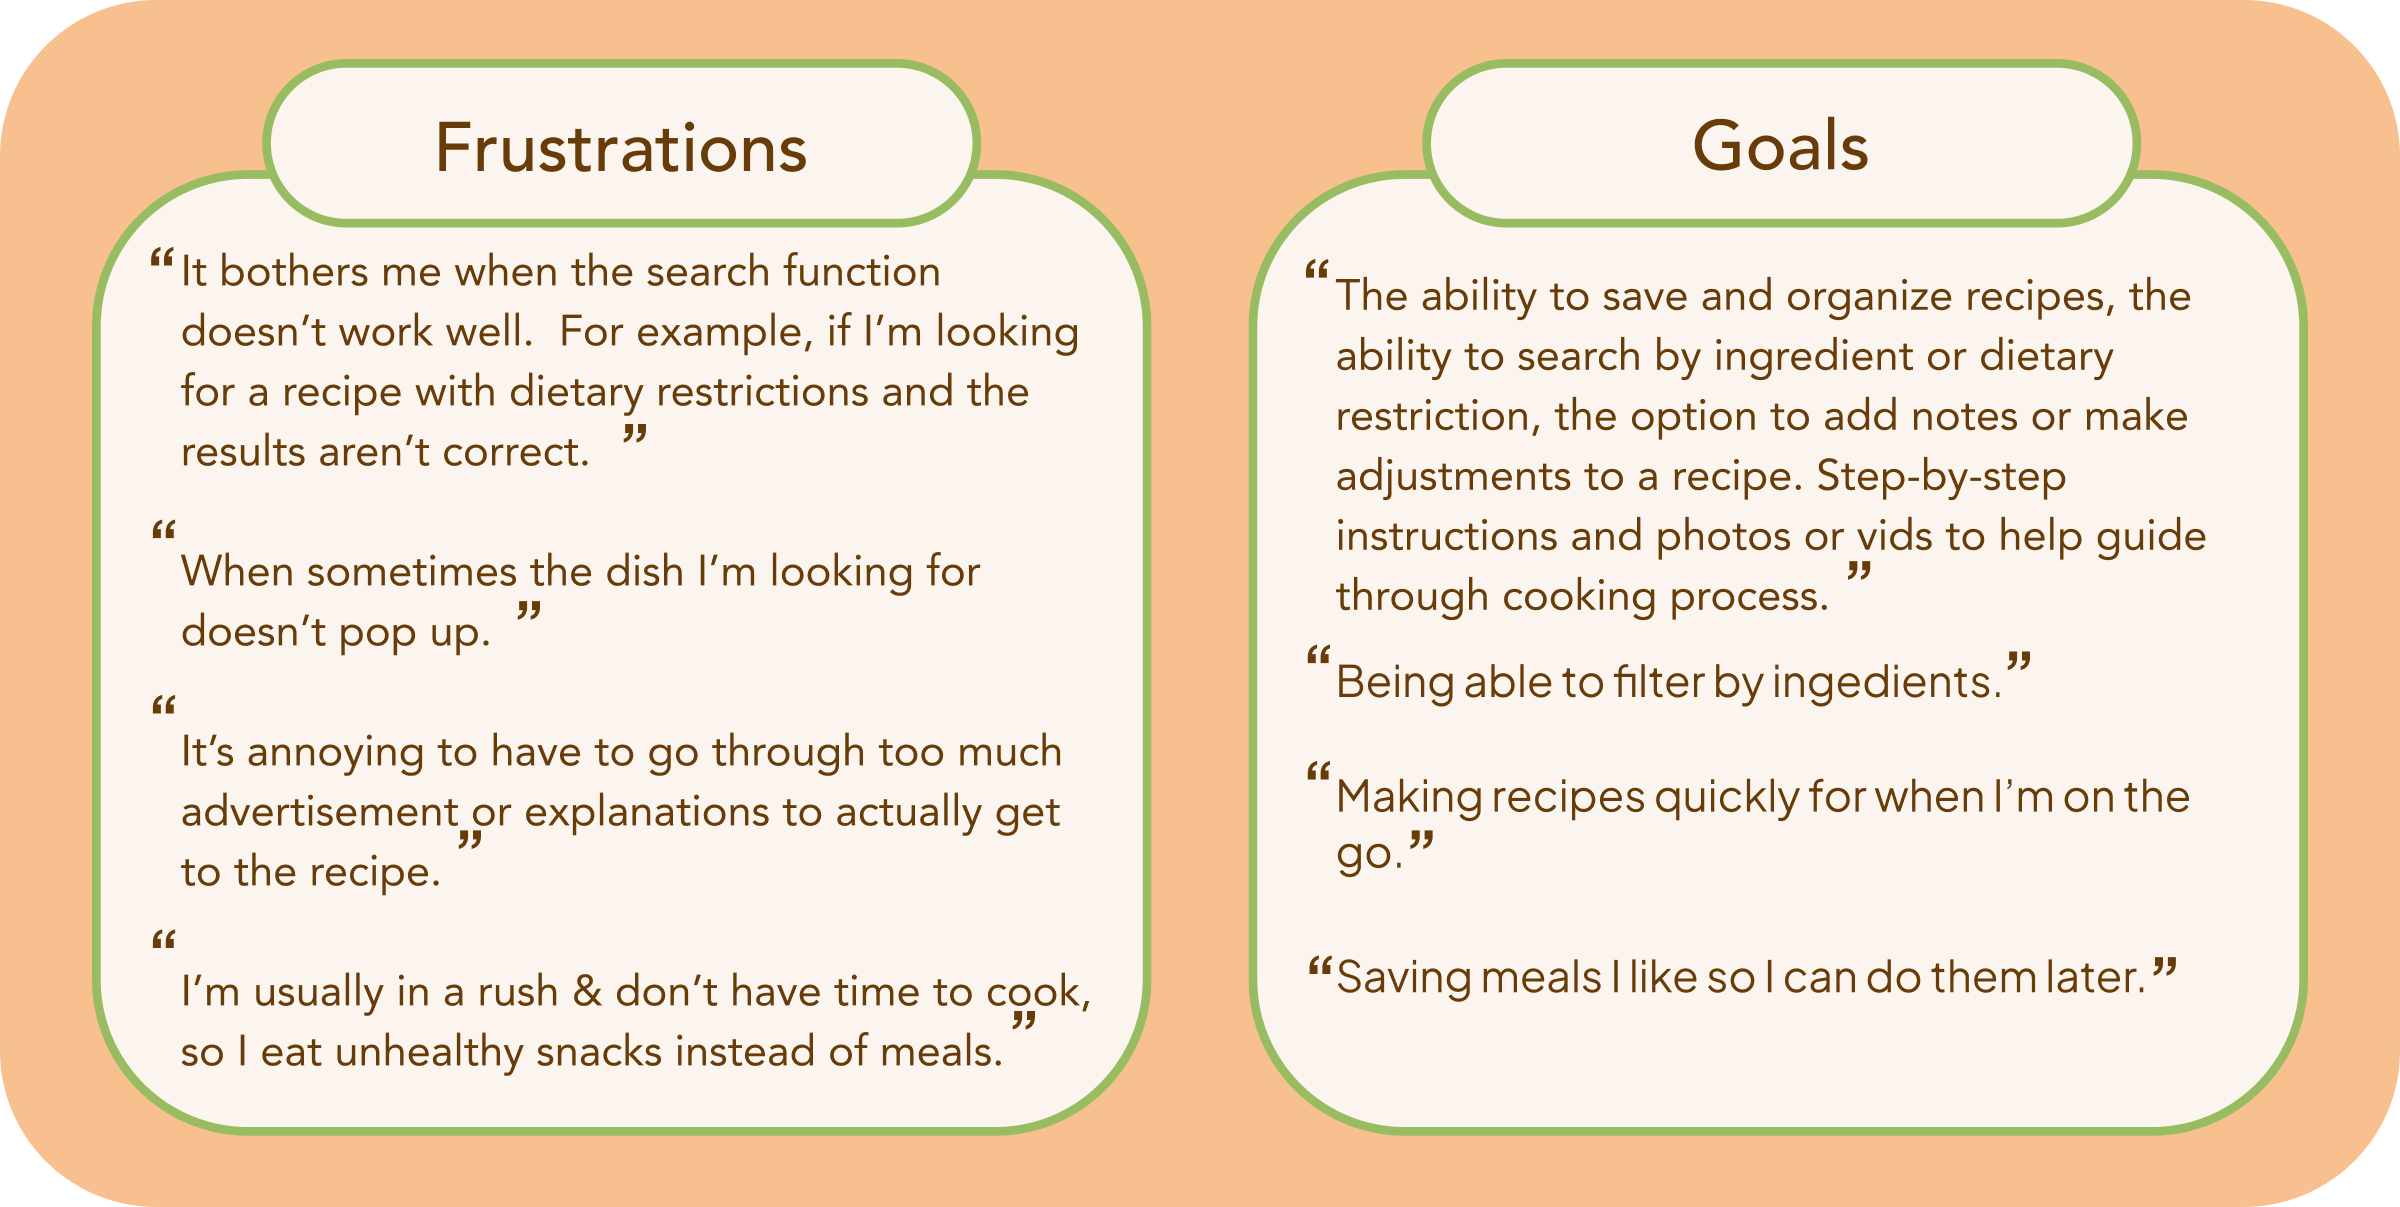 Frustrations
“It bothers me when the search function
doesn’t work well.  For example, if I’m looking
for a recipe with dietary restrictions and the
results aren’t correct. ”
“When sometimes the dish I’m looking for
doesn’t pop up. ”
“It’s annoying to have to go through too much
advertisement or explanations to actually get
to the recipe. ”
“I’m usually in a rush & don’t have time to cook,
so I eat unhealthy snacks instead of meals. ”
Goals
“The ability to save and organize recipes, the
ability to search by ingredient or dietary
restriction, the option to add notes or make
adjustments to a recipe. Step-by-step
instructions and photos or vids to help guide
through cooking process. ”
“Being able to filter by ingedients.”
“Making recipes quickly for when I’m on the
go.”
“Saving meals I like so I can do them later.”